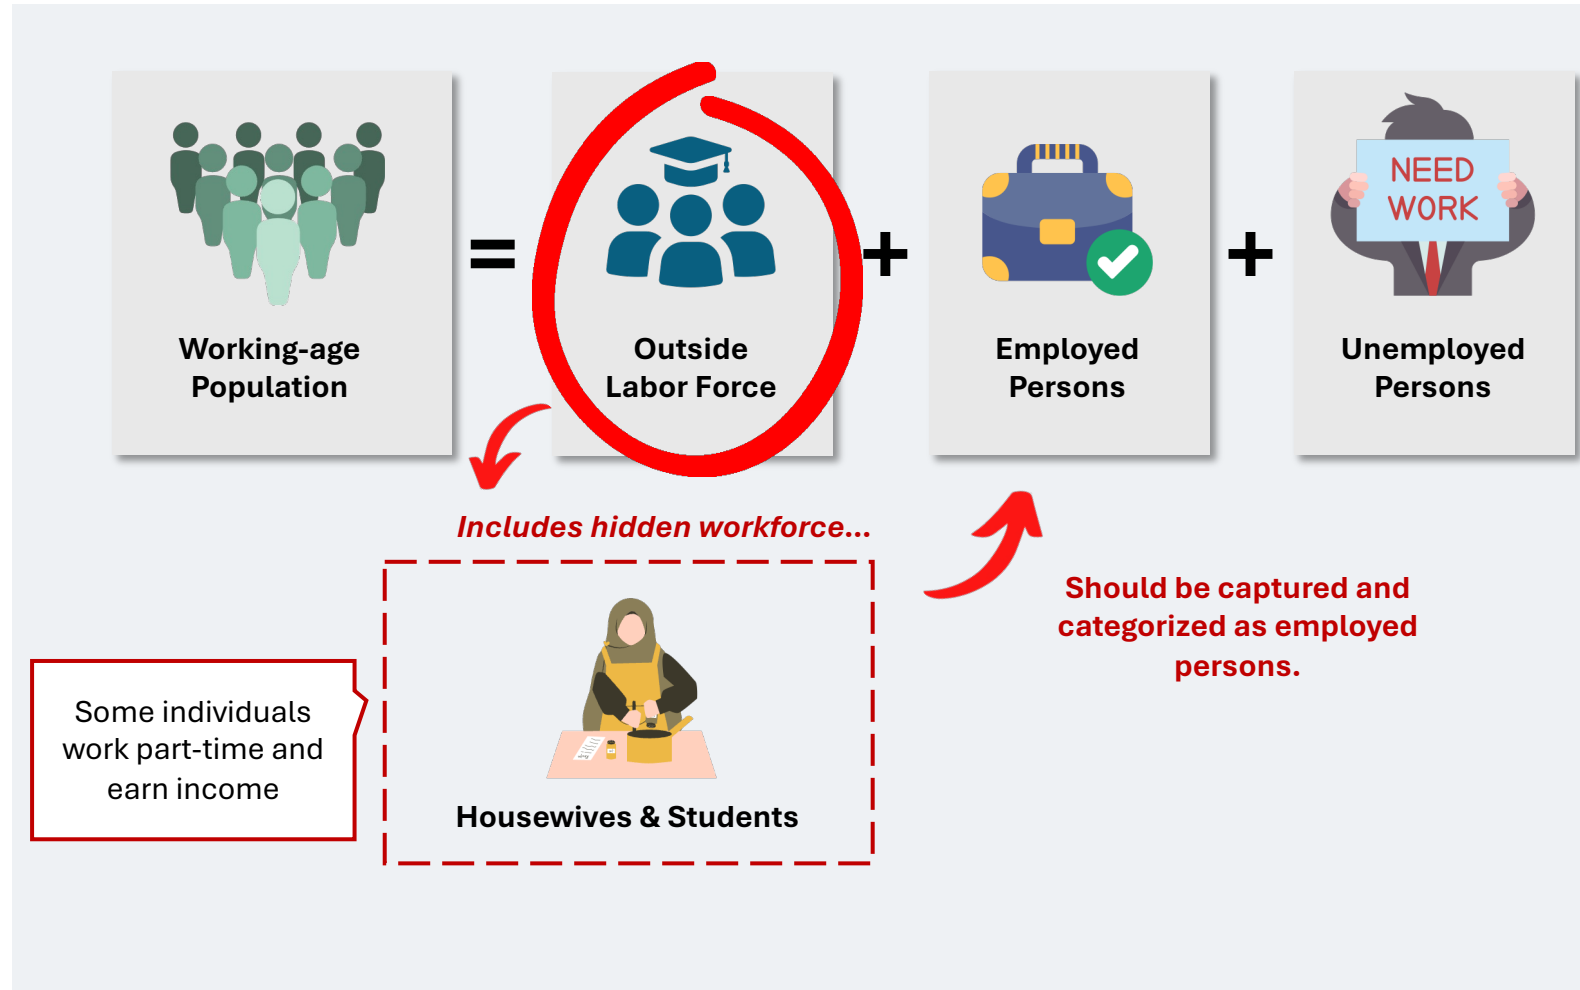 Working-age
Population
=
Outside
Labor Force
+
Employed
Persons
+
NEED
WORK
Unemployed
Persons
Includes hidden workforce...
Should be captured and
categorized as employed
persons.
Some individuals
work part-time and
earn income
Housewives & Students